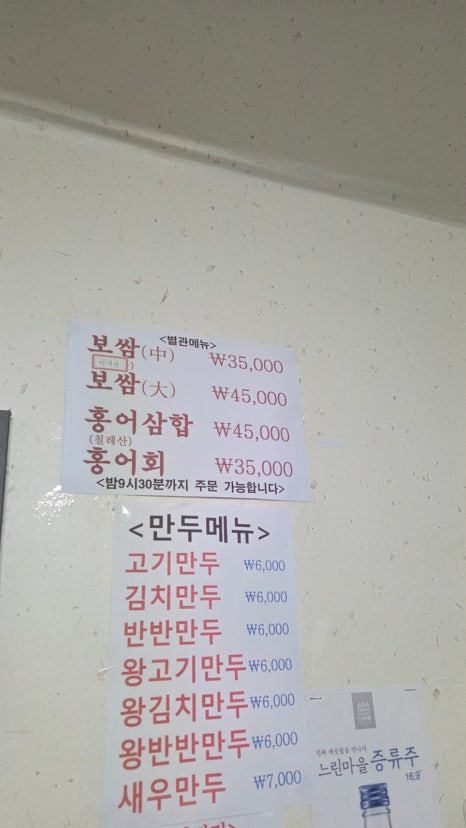 <별관메뉴>
보쌈(中) ₩35,000
보쌈(大) ₩45,000
홍어삼합 ₩45,000
(칠레산)
홍어회 ₩35,000
<밤9시30분까지 주문 가능합니다>
<만두메뉴>
고기만두 ₩6,000
김치만두 ₩6,000
반반만두 ₩6,000
왕고기만두 ₩6,000
왕김치만두 ₩6,000
왕반반만두 ₩6,000
새우만두 ₩7,000
느린마을증류주
16.9°